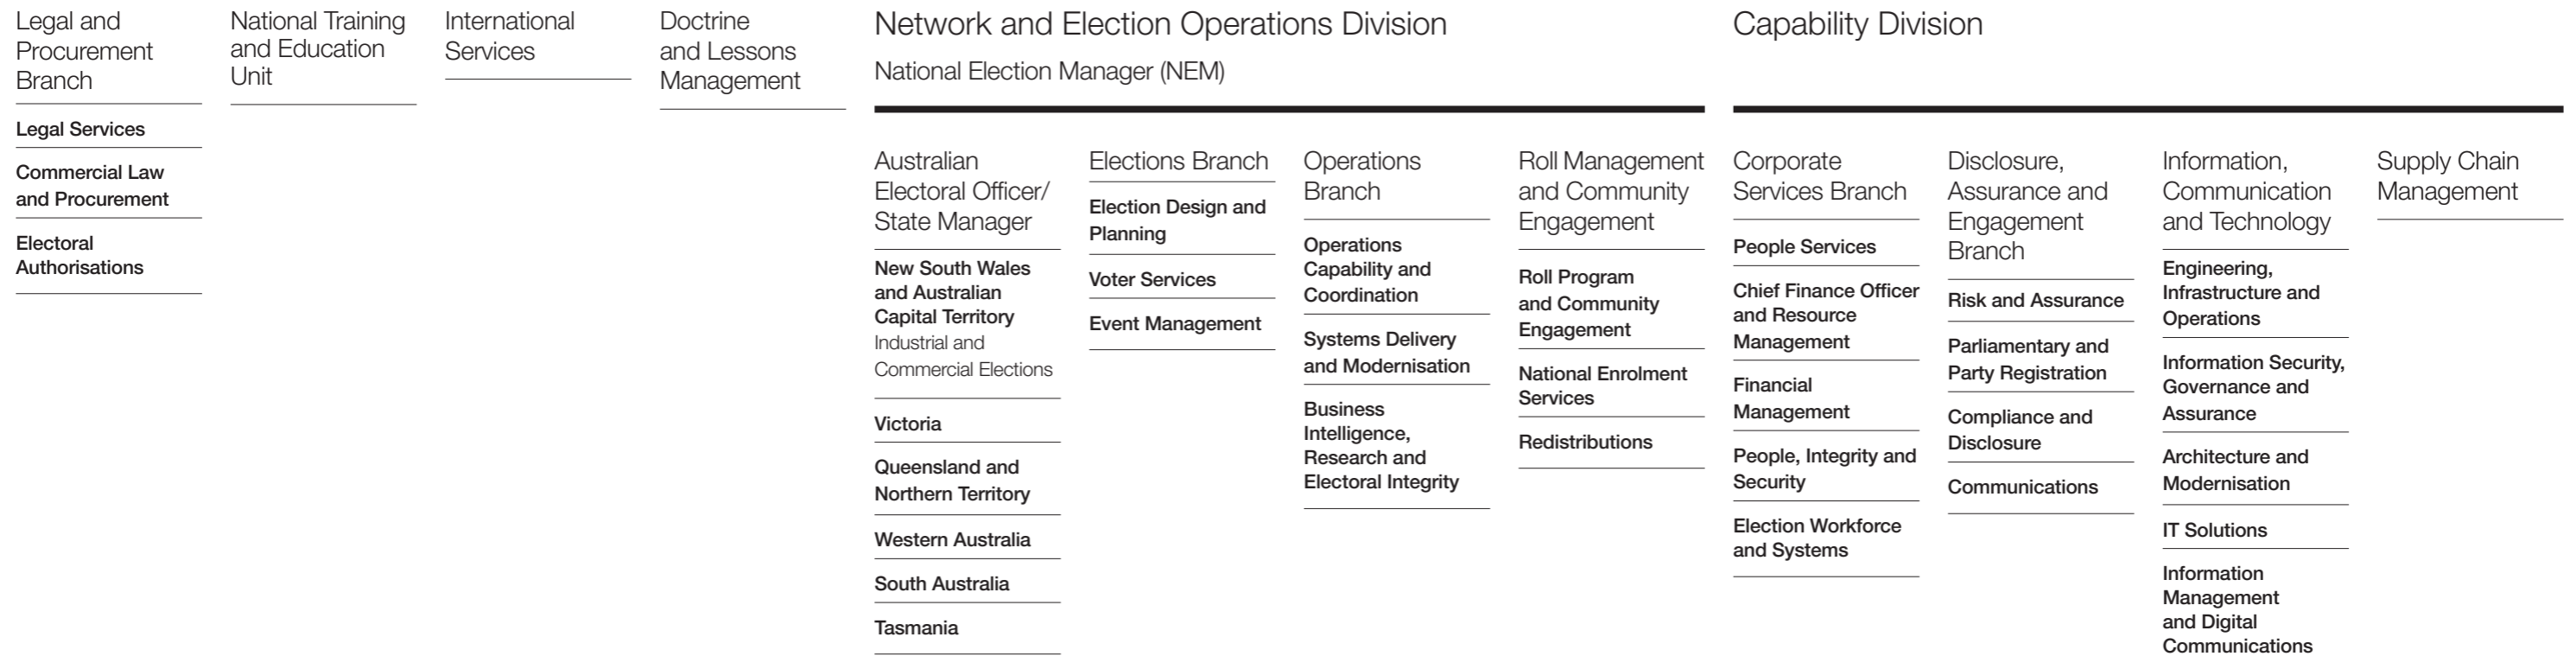 Legal and
Procurement
Branch
Legal Services
Commercial Law
and Procurement
Electoral
Authorisations
National Training
and Education
Unit
International
Services
Doctrine
and Lessons
Management
Network and Election Operations Division
National Election Manager (NEM)
Australian
Electoral Officer/
State Manager
New South Wales
and Australian
Capital Territory
Industrial and
Commercial Elections
Victoria
Queensland and
Northern Territory
Western Australia
South Australia
Tasmania
Elections Branch
Election Design and
Planning
Voter Services
Event Management
Operations
Branch
Operations
Capability and
Coordination
Systems Delivery
and Modernisation
Business
Intelligence,
Research and
Electoral Integrity
Roll Management
and Community
Engagement
Roll Program
and Community
Engagement
National Enrolment
Services
Redistributions
Capability Division
Corporate
Services Branch
People Services
Chief Finance Officer
and Resource
Management
Financial
Management
People, Integrity and
Security
Election Workforce
and Systems
Disclosure,
Assurance and
Engagement
Branch
Risk and Assurance
Parliamentary and
Party Registration
Compliance and
Disclosure
Communications
Information,
Communication
and Technology
Engineering,
Infrastructure and
Operations
Information Security,
Governance and
Assurance
Architecture and
Modernisation
IT Solutions
Information
Management
and Digital
Communications
Supply Chain
Management